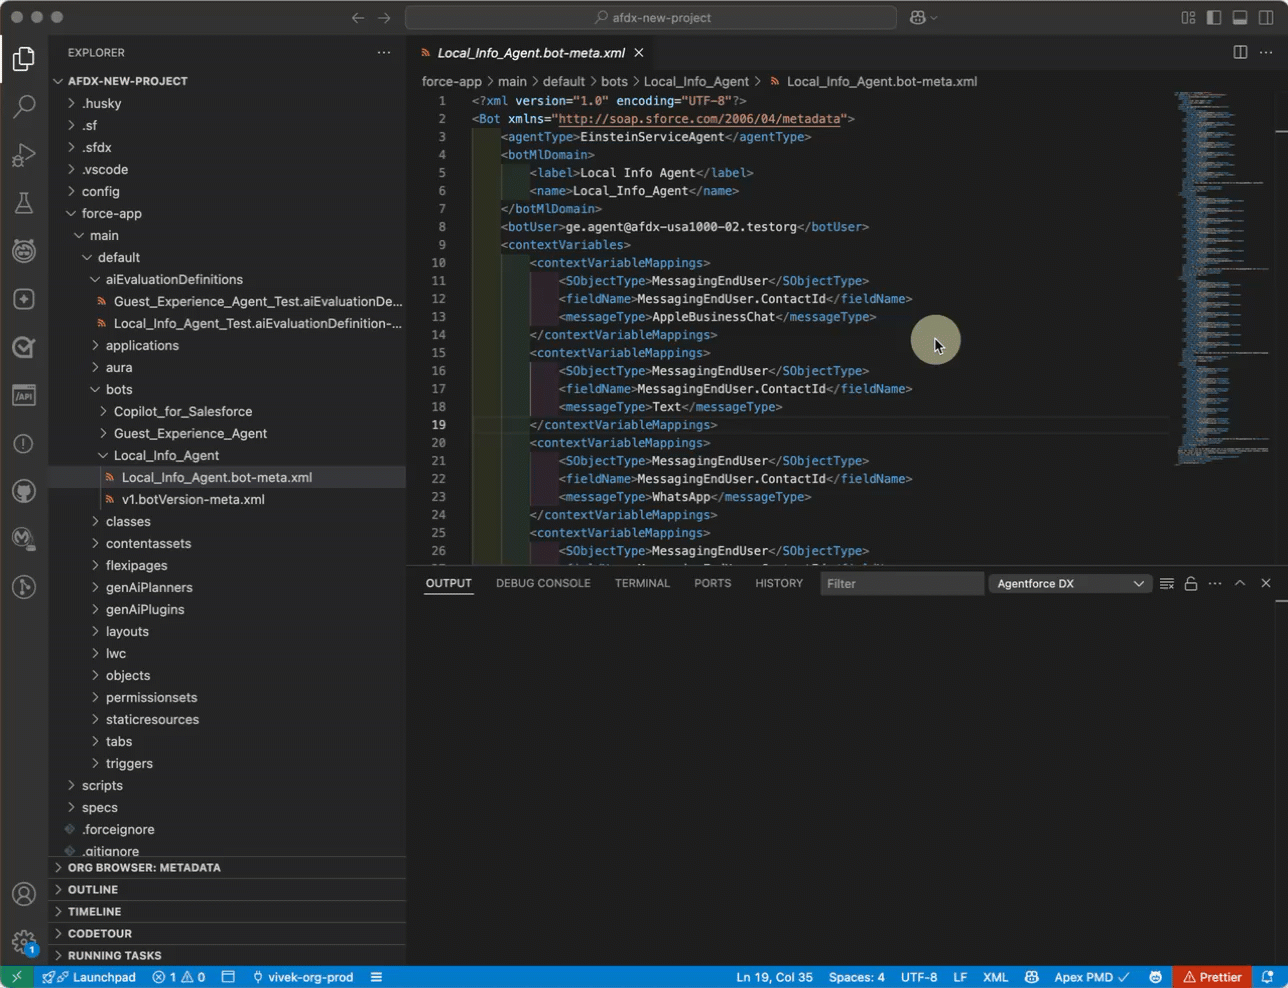 afdx-new-project
EXPLORER
AFDX-NEW-PROJECT
.husky
.sf
.sfdx
.vscode
config
force-app
main
default
aiEvaluationDefinitions
Guest_Experience_Agent_Test.aiEvaluationDe...
Local_Info_Agent_Test.aiEvaluationDefinition-...
applications
aura
bots
Copilot_for_Salesforce
Guest_Experience_Agent
Local_Info_Agent
Local_Info_Agent.bot-meta.xml
v1.botVersion-meta.xml
classes
contentassets
flexipages
genAiPlanners
genAiPlugins
layouts
lwc
objects
permissionsets
staticresources
tabs
triggers
scripts
specs
.forceignore
.gitignore
ORG BROWSER: METADATA
OUTLINE
TIMELINE
CODETOUR
RUNNING TASKS
API
1
Local_Info_Agent.bot-meta.xml
force-app > main > default > bots > Local_Info_Agent > Local_Info_Agent.bot-meta.xml
1 <?xml version="1.0" encoding="UTF-8"?>
2 <Bot xmlns="http://soap.sforce.com/2006/04/metadata">
3 <agentType>EinsteinServiceAgent</agentType>
4 <botMlDomain>
5 <label>Local Info Agent</label>
6 <name>Local_Info_Agent</name>
7 </botMlDomain>
8 <botUser>ge.agent@afdx-usa1000-02.testorg</botUser>
9 <contextVariables>
10 <contextVariableMappings>
11 <SObjectType>MessagingEndUser</SObjectType>
12 <fieldName>MessagingEndUser.ContactId</fieldName>
13 <messageType>AppleBusinessChat</messageType>
14 </contextVariableMappings>
15 <contextVariableMappings>
16 <SObjectType>MessagingEndUser</SObjectType>
17 <fieldName>MessagingEndUser.ContactId</fieldName>
18 <messageType>Text</messageType>
19 </contextVariableMappings>
20 <contextVariableMappings>
21 <SObjectType>MessagingEndUser</SObjectType>
22 <fieldName>MessagingEndUser.ContactId</fieldName>
23 <messageType>WhatsApp</messageType>
24 </contextVariableMappings>
25 <contextVariableMappings>
26 <SObjectType>MessagingEndUser</SObjectType>
OUTPUT DEBUG CONSOLE TERMINAL PORTS HISTORY Filter Agentforce DX
Launchpad 1 0 vivek-org-prod Ln 19, Col 35 Spaces: 4 UTF-8 LF XML Apex PMD Prettier